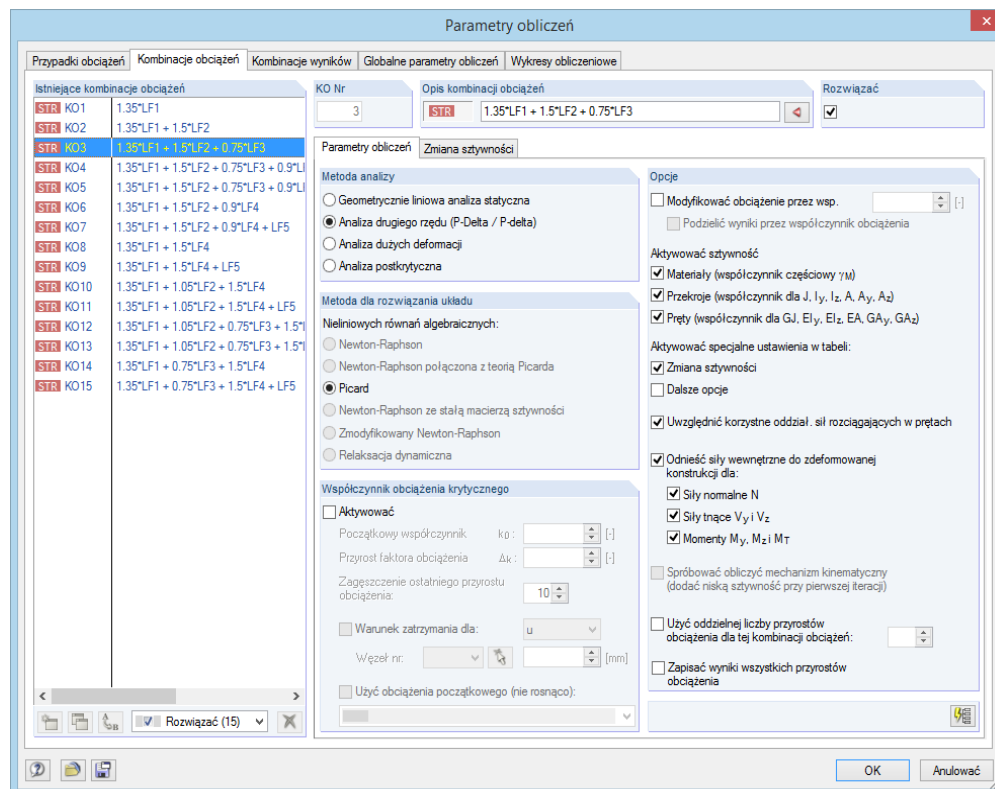 Parametry obliczeń
Przypadki obciążeń
Kombinacje obciążeń
Kombinacje wyników
Globalne parametry obliczeń
Wykresy obliczeniowe
Istniejące kombinacje obciążeń
STR KO1 1.35*LF1
STR KO2 1.35*LF1 + 1.5*LF2
STR KO3 1.35*LF1 + 1.5*LF2 + 0.75*LF3
STR KO4 1.35*LF1 + 1.5*LF2 + 0.75*LF3 + 0.9*LI
STR KO5 1.35*LF1 + 1.5*LF2 + 0.75*LF3 + 0.9*LI
STR KO6 1.35*LF1 + 1.5*LF2 + 0.9*LF4
STR KO7 1.35*LF1 + 1.5*LF2 + 0.9*LF4 + LF5
STR KO8 1.35*LF1 + 1.5*LF4
STR KO9 1.35*LF1 + 1.5*LF4 + LF5
STR KO10 1.35*LF1 + 1.05*LF2 + 1.5*LF4
STR KO11 1.35*LF1 + 1.05*LF2 + 1.5*LF4 + LF5
STR KO12 1.35*LF1 + 1.05*LF2 + 0.75*LF3 + 1.5*l
STR KO13 1.35*LF1 + 1.05*LF2 + 0.75*LF3 + 1.5*l
STR KO14 1.35*LF1 + 0.75*LF3 + 1.5*LF4
STR KO15 1.35*LF1 + 0.75*LF3 + 1.5*LF4 + LF5
Rozwiązać (15)
KO Nr
3
Opis kombinacji obciążeń
STR 1.35*LF1 + 1.5*LF2 + 0.75*LF3
Rozwiązać
Parametry obliczeń
Zmiana sztywności
Metoda analizy
Geometrycznie liniowa analiza statyczna
Analiza drugiego rzędu (P-Delta / P-delta)
Analiza dużych deformacji
Analiza postkrytyczna
Metoda dla rozwiązania układu
Nieliniowych równań algebraicznych:
Newton-Raphson
Newton-Raphson połączona z teorią Picarda
Picard
Newton-Raphson ze stałą macierzą sztywności
Zmodyfikowany Newton-Raphson
Relaksacja dynamiczna
Współczynnik obciążenia krytycznego
Aktywować
Początkowy współczynnik k0 : [-]
Przyrost faktora obciążenia Δk : [-]
Zagęszczenie ostatniego przyrostu
obciążenia: 10
Warunek zatrzymania dla: u
Węzeł nr: [mm]
Użyć obciążenia początkowego (nie rosnąco):
Opcje
Modyfikować obciążenie przez wsp. [-]
Podzielić wyniki przez współczynnik obciążenia
Aktywować sztywność
Materiały (współczynnik częściowy γM)
Przekroje (współczynnik dla J, Iy, Iz, A, Ay, Az)
Pręty (współczynnik dla GJ, EIy, EIz, EA, GAy, GAz)
Aktywować specjalne ustawienia w tabeli:
Zmiana sztywności
Dalsze opcje
Uwzględnić korzystne oddział. sił rozciągających w prętach
Odnieść siły wewnętrzne do zdeformowanej
konstrukcji dla:
Siły normalne N
Siły tnące Vy i Vz
Momenty My, Mz i MT
Spróbować obliczyć mechanizm kinematyczny
(dodać niską sztywność przy pierwszej iteracji)
Użyć oddzielnej liczby przyrostów
obciążenia dla tej kombinacji obciążeń:
Zapisać wyniki wszystkich przyrostów
obciążenia
OK
Anulować